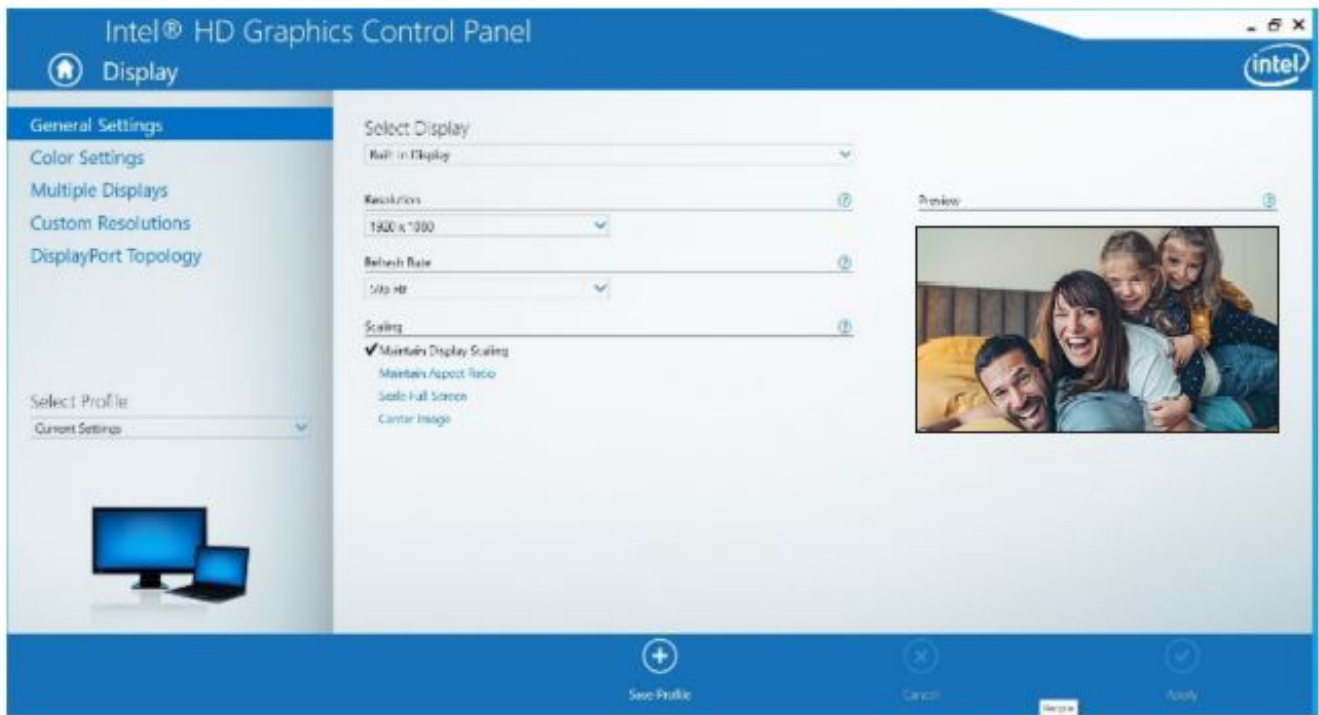 Intel® HD Graphics Control Panel
Display
intel
General Settings
Color Settings
Multiple Displays
Custom Resolutions
DisplayPort Topology
Select Profile
Current Settings
Select Display
Built in Display
Resolution
1920 x 1080
Refresh Rate
Scaling
Maintain Display Scaling
Maintain Aspect Ratio
Scale Full Screen
Center Image
Preview
Save Profile
Cancel
Apply